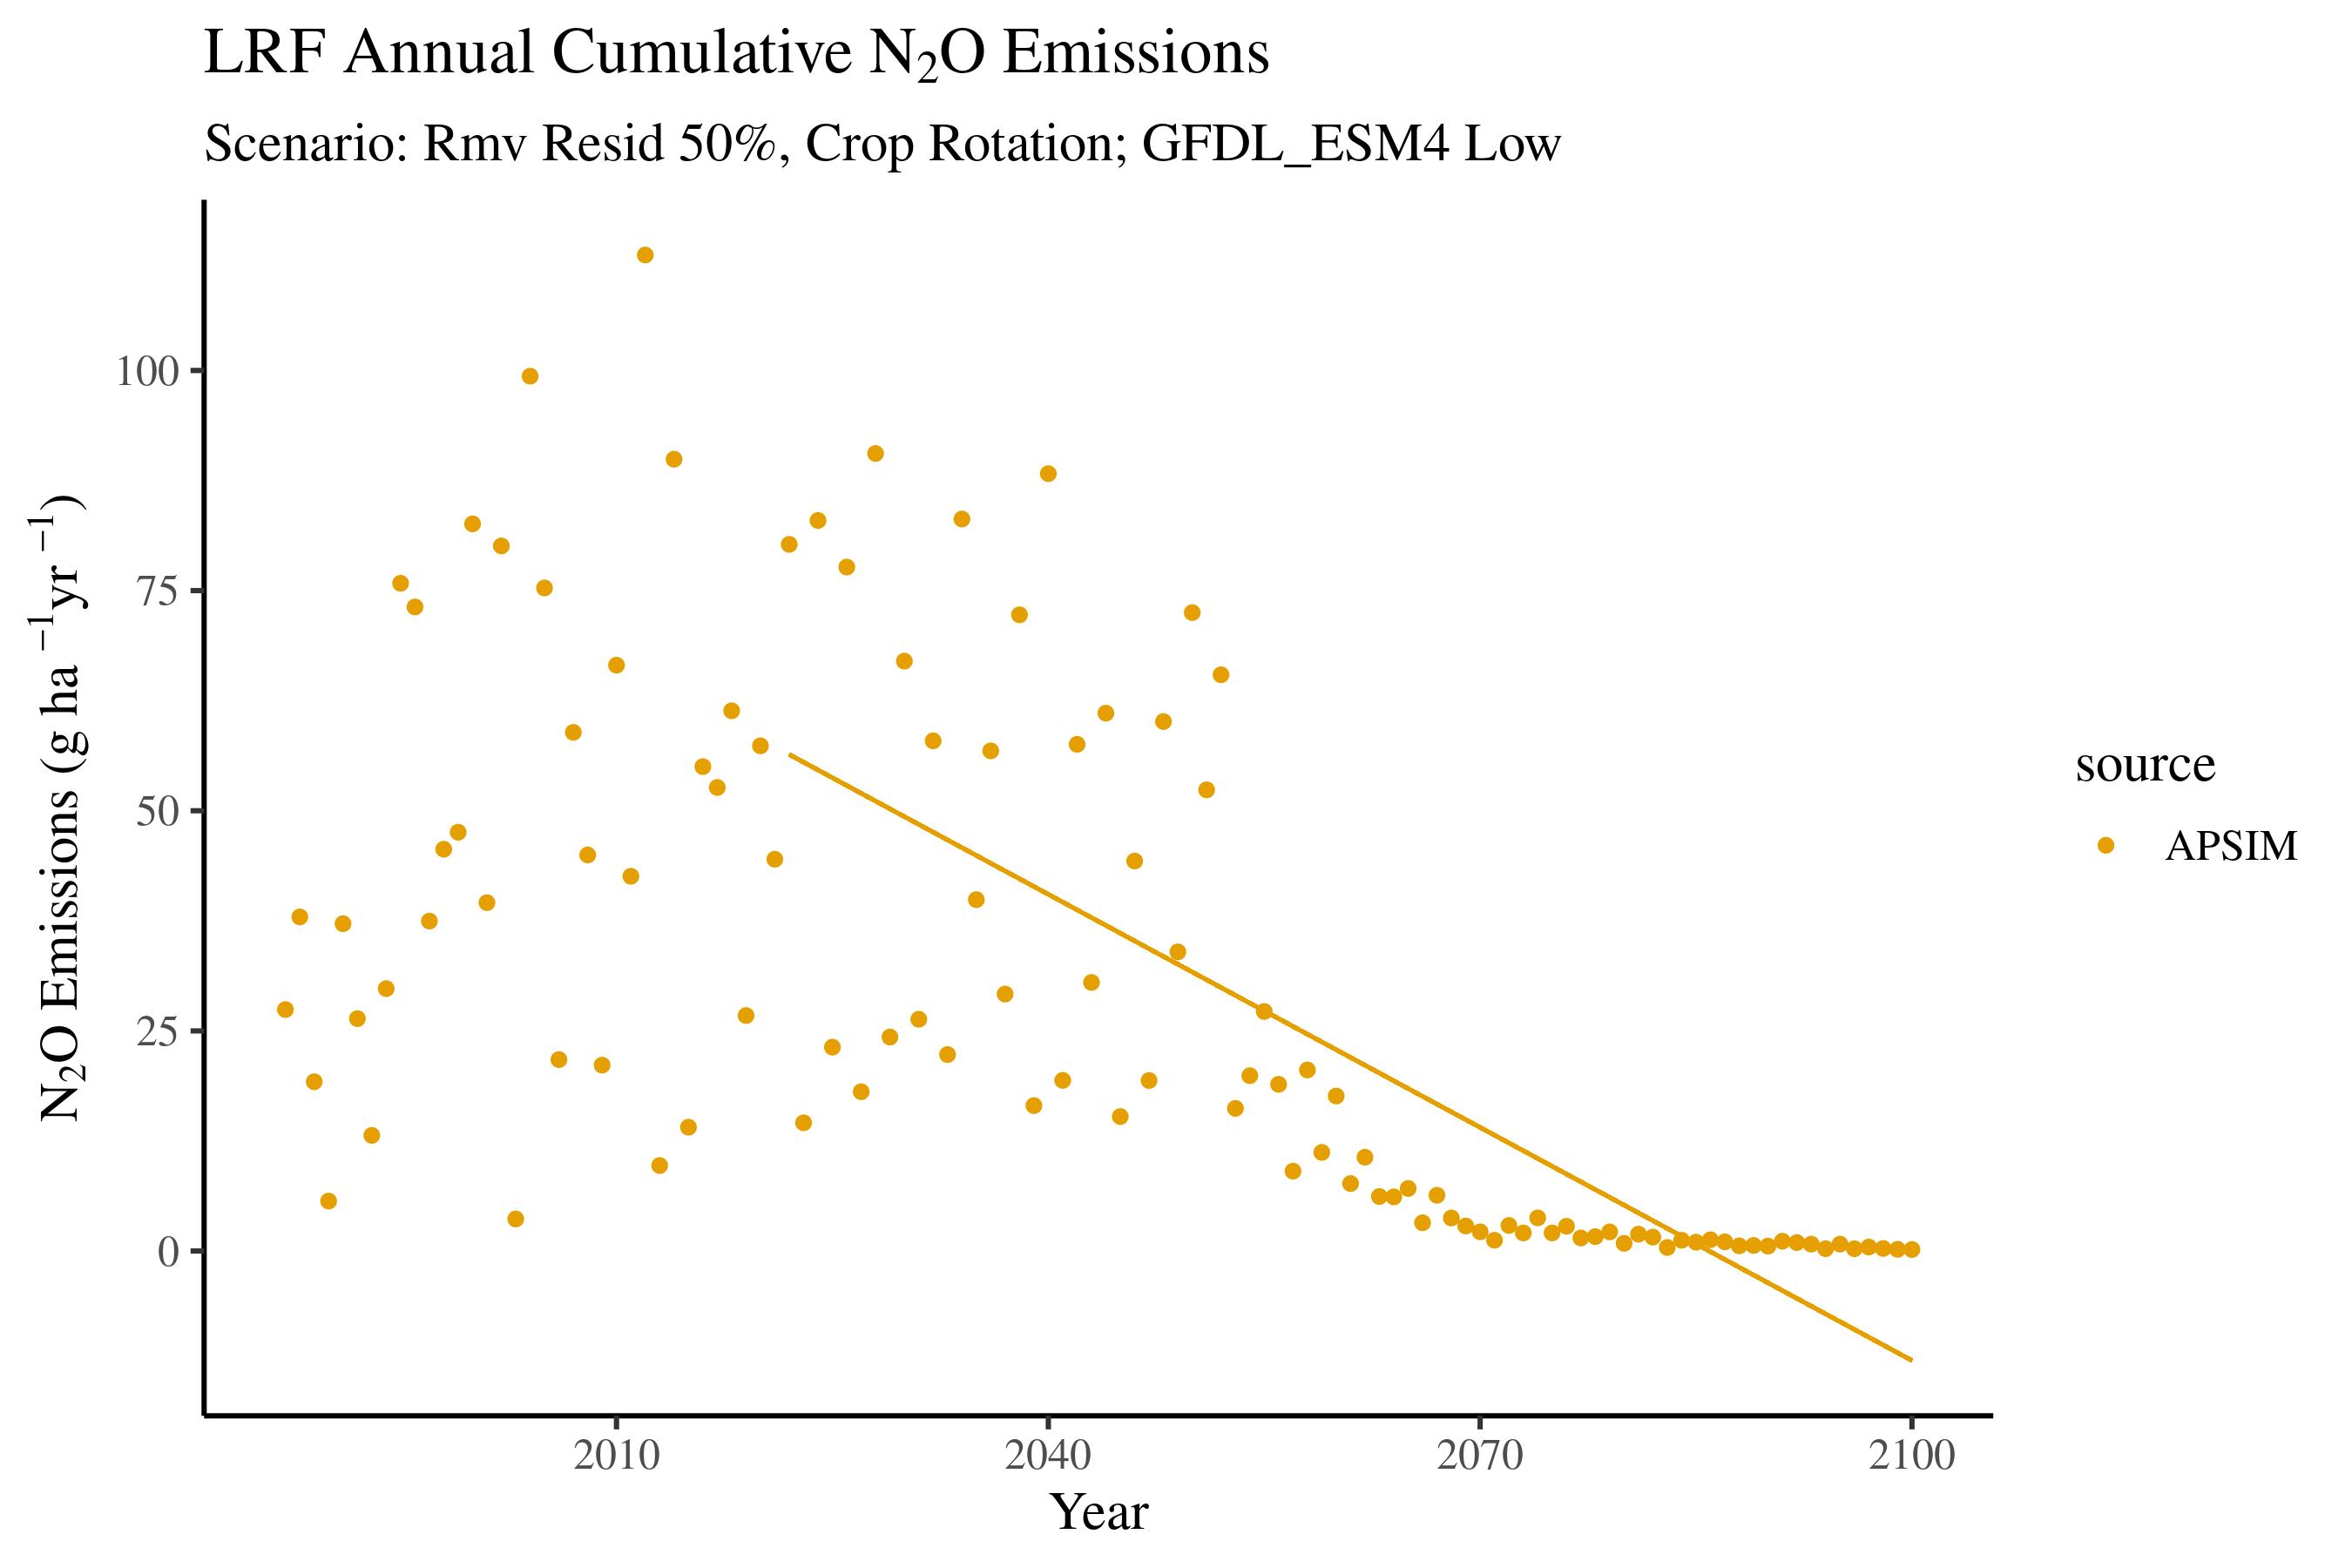 LRF Annual Cumulative N₂O Emissions
Scenario: Rmv Resid 50%, Crop Rotation; GFDL_ESM4 Low
N₂O Emissions (g ha ⁻¹yr ⁻¹)
100
75
50
25
0
2010 2040 2070 2100
Year
source
APSIM